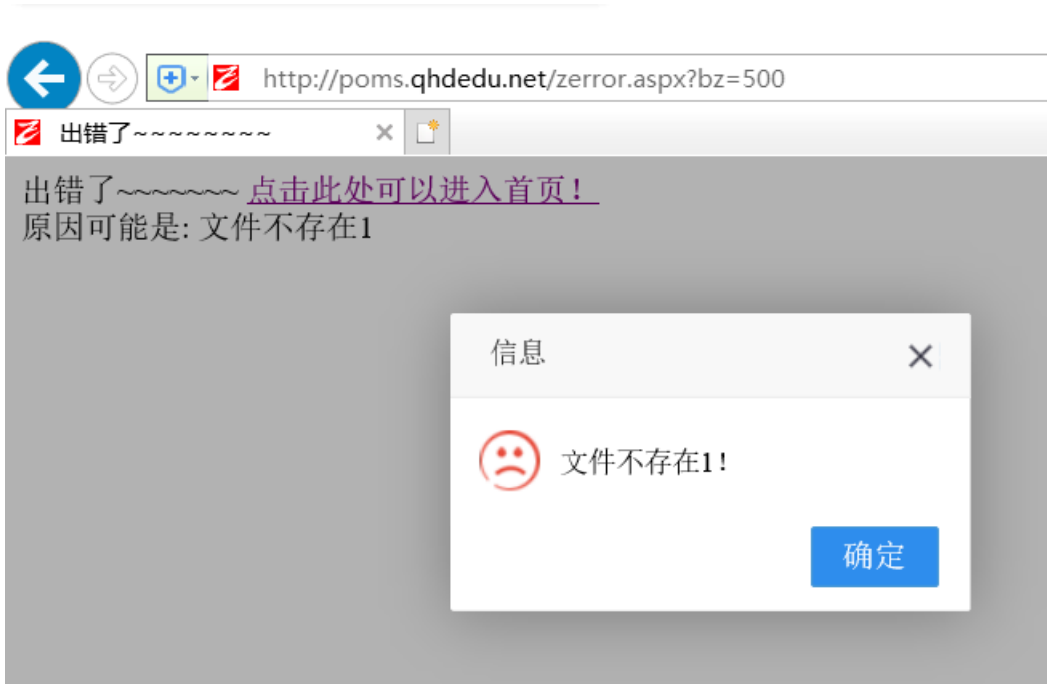 http://poms.qhdedu.net/zerror.aspx?bz=500
出错了~~~~~~~~
出错了~~~~~~~ 点击此处可以进入首页！
原因可能是: 文件不存在1
信息
文件不存在1！
确定